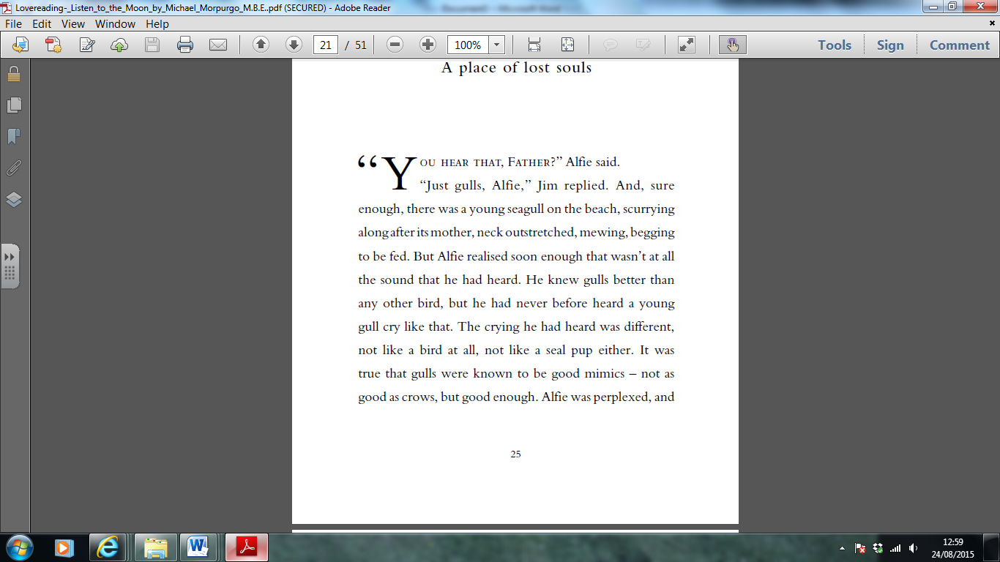 Lovereading-_Listen_to_the_Moon_by_Michael_Morpurgo_M.B.E..pdf (SECURED) - Adobe Reader
File Edit View Window Help
21 / 51 100% Tools Sign Comment
A place of lost souls
“YOU HEAR THAT, FATHER?” Alfie said.
“Just gulls, Alfie,” Jim replied. And, sure
enough, there was a young seagull on the beach, scurrying
along after its mother, neck outstretched, mewing, begging
to be fed. But Alfie realised soon enough that wasn’t at all
the sound that he had heard. He knew gulls better than
any other bird, but he had never before heard a young
gull cry like that. The crying he had heard was different,
not like a bird at all, not like a seal pup either. It was
true that gulls were known to be good mimics – not as
good as crows, but good enough. Alfie was perplexed, and
25
12:59
24/08/2015